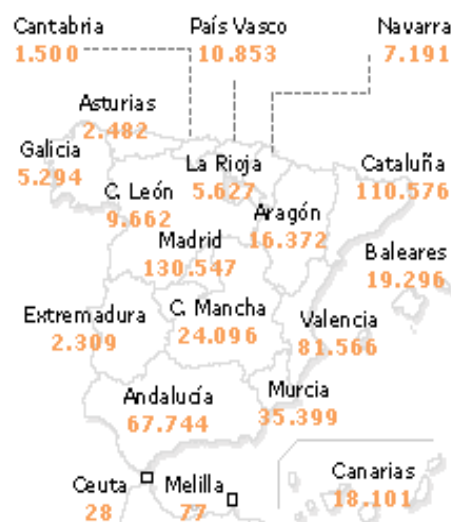 Cantabria
1.500
País Vasco
10.853
Navarra
7.191
Asturias
2.482
Galicia
5.294
La Rioja
5.627
Cataluña
110.576
C. León
9.662
Aragón
16.372
Madrid
130.547
Baleares
19.296
Extremadura
2.309
C. Mancha
24.096
Valencia
81.566
Andalucía
67.744
Murcia
35.399
Ceuta
28
Melilla
77
Canarias
18.101